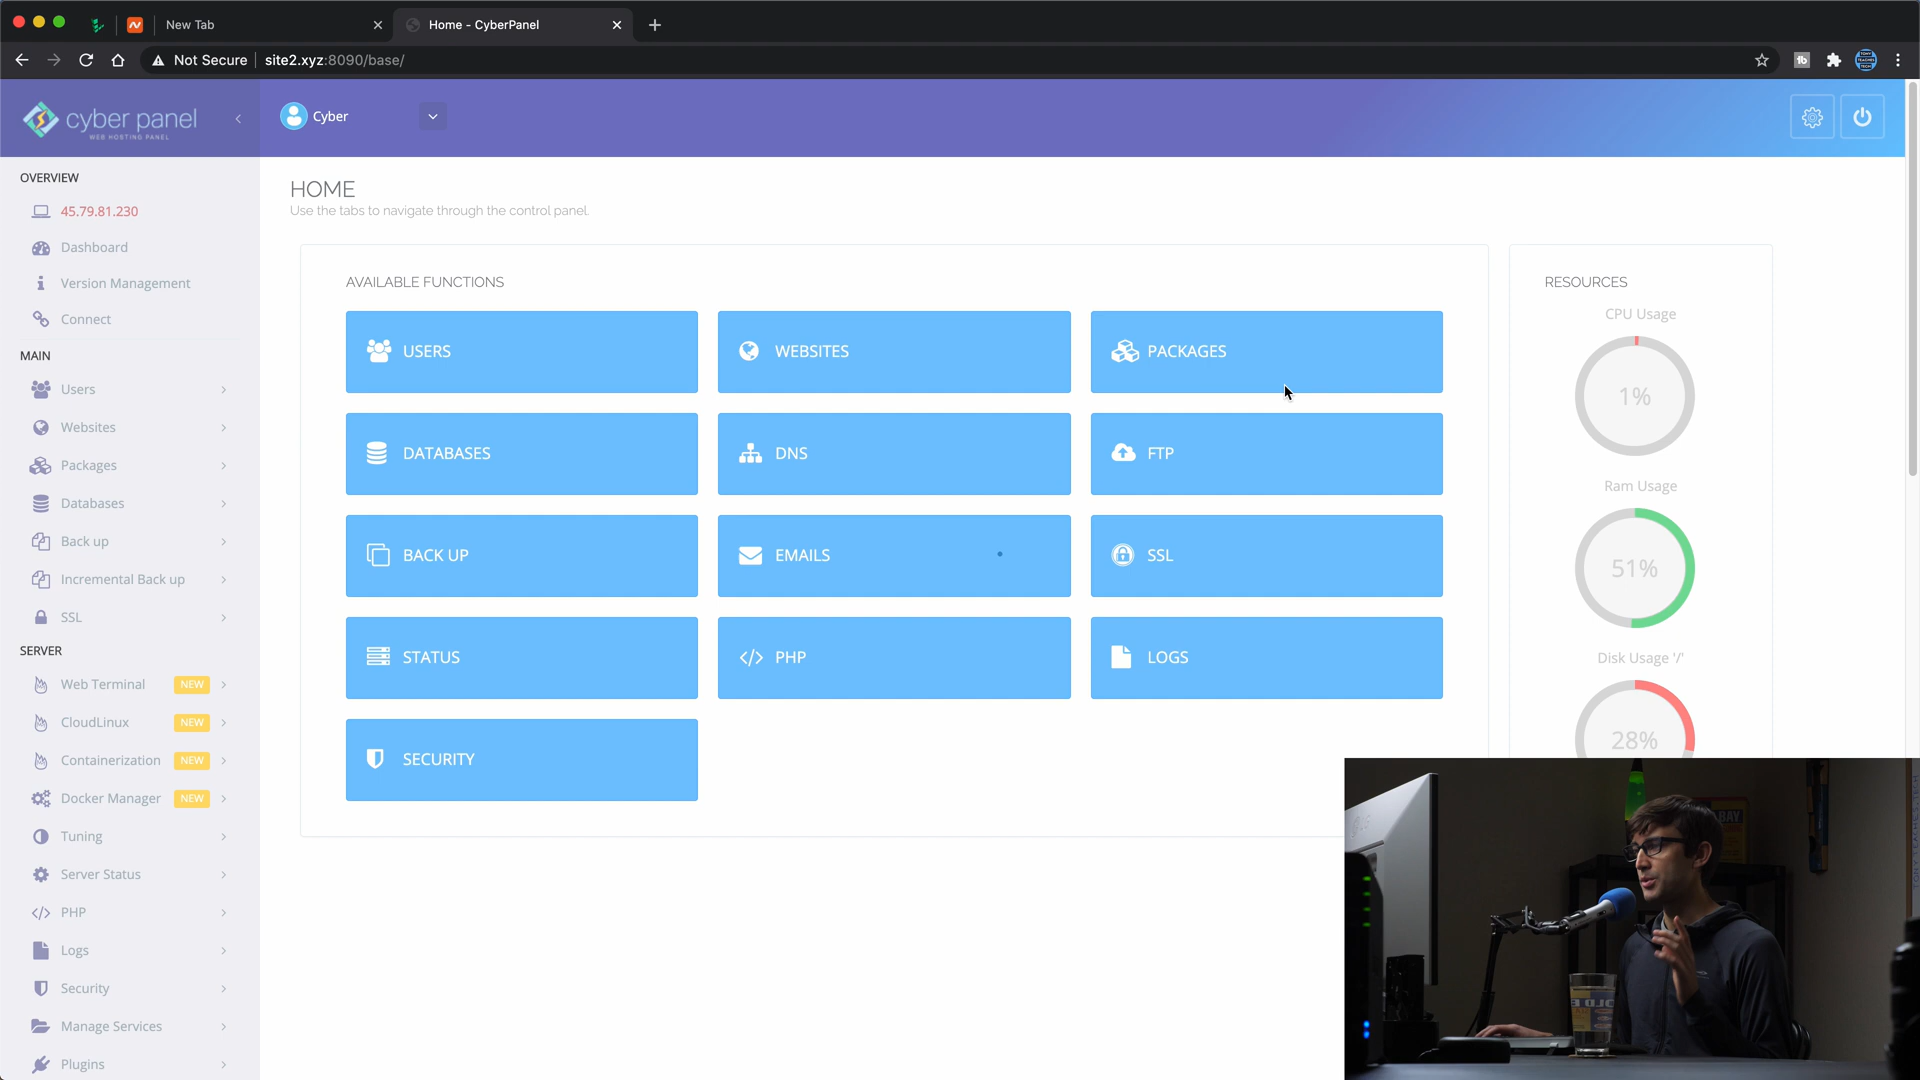 New Tab
Home - CyberPanel
Not Secure
site2.xyz:8090/base/
tb
cyber panel
WEB HOSTING PANEL
Cyber
OVERVIEW
45.79.81.230
Dashboard
Version Management
Connect
MAIN
Users
Websites
Packages
Databases
Back up
Incremental Back up
SSL
SERVER
Web Terminal NEW
CloudLinux NEW
Containerization NEW
Docker Manager NEW
Tuning
Server Status
PHP
Logs
Security
Manage Services
Plugins
HOME
Use the tabs to navigate through the control panel.
AVAILABLE FUNCTIONS
USERS
WEBSITES
PACKAGES
DATABASES
DNS
FTP
BACK UP
EMAILS
SSL
STATUS
PHP
LOGS
SECURITY
RESOURCES
CPU Usage
1%
Ram Usage
51%
Disk Usage '/'
28%
BAY